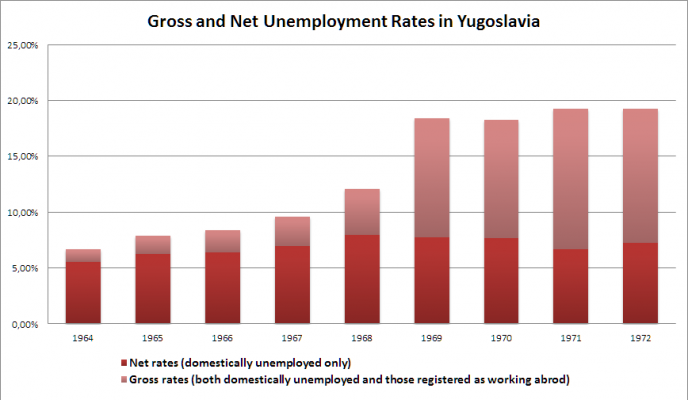 Gross and Net Unemployment Rates in Yugoslavia
25,00%
20,00%
15,00%
10,00%
5,00%
0,00%
1964 1965 1966 1967 1968 1969 1970 1971 1972
Net rates (domestically unemployed only)
Gross rates (both domestically unemployed and those registered as working abrod)